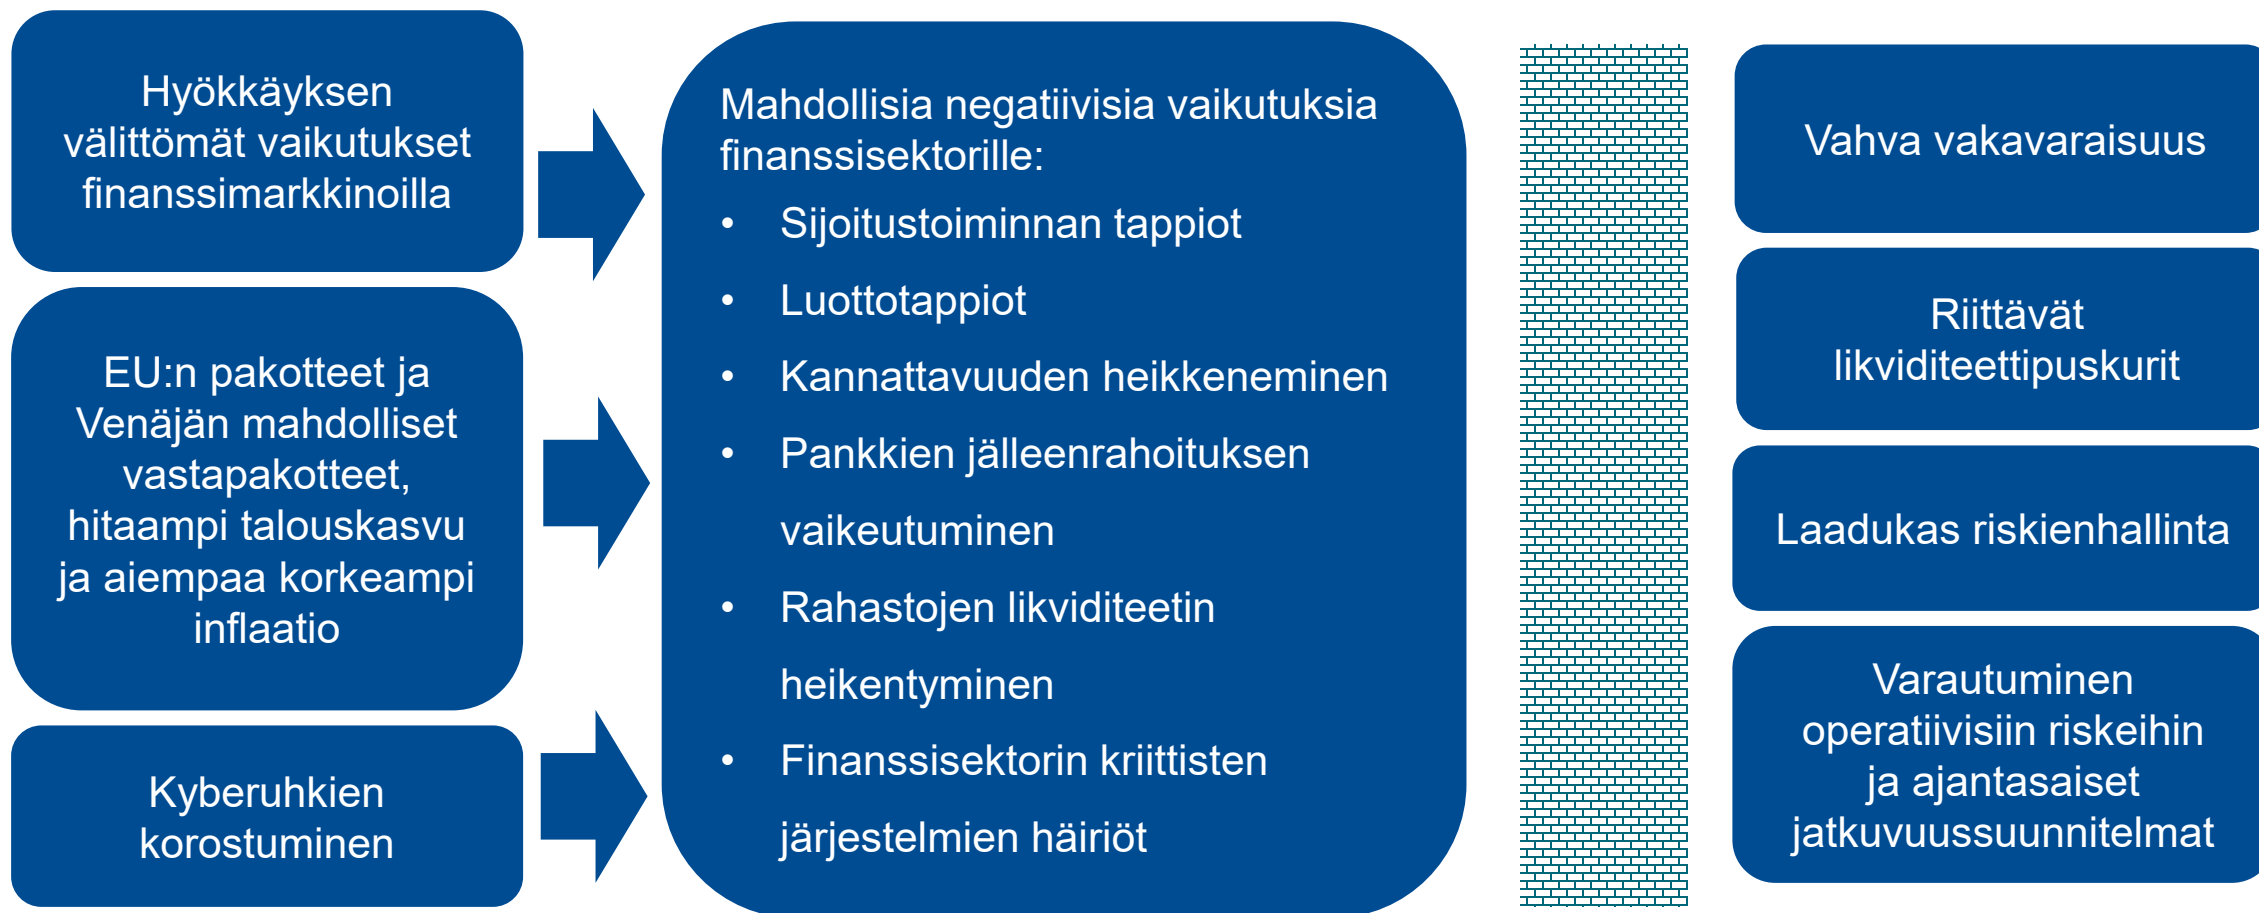 Hyökkäyksen
välittömät vaikutukset
finanssimarkkinoilla
EU:n pakotteet ja
Venäjän mahdolliset
vastapakotteet,
hitaampi talouskasvu
ja aiempaa korkeampi
inflaatio
Kyberuhkien
korostuminen
Mahdollisia negatiivisia vaikutuksia
finanssisektorille:
• Sijoitustoiminnan tappiot
• Luottotappiot
• Kannattavuuden heikkeneminen
• Pankkien jälleenrahoituksen
vaikeutuminen
• Rahastojen likviditeetin
heikentyminen
• Finanssisektorin kriittisten
järjestelmien häiriöt
Vahva vakavaraisuus
Riittävät
likviditeettipuskurit
Laadukas riskienhallinta
Varautuminen
operatiivisiin riskeihin
ja ajantasaiset
jatkuvuussuunnitelmat